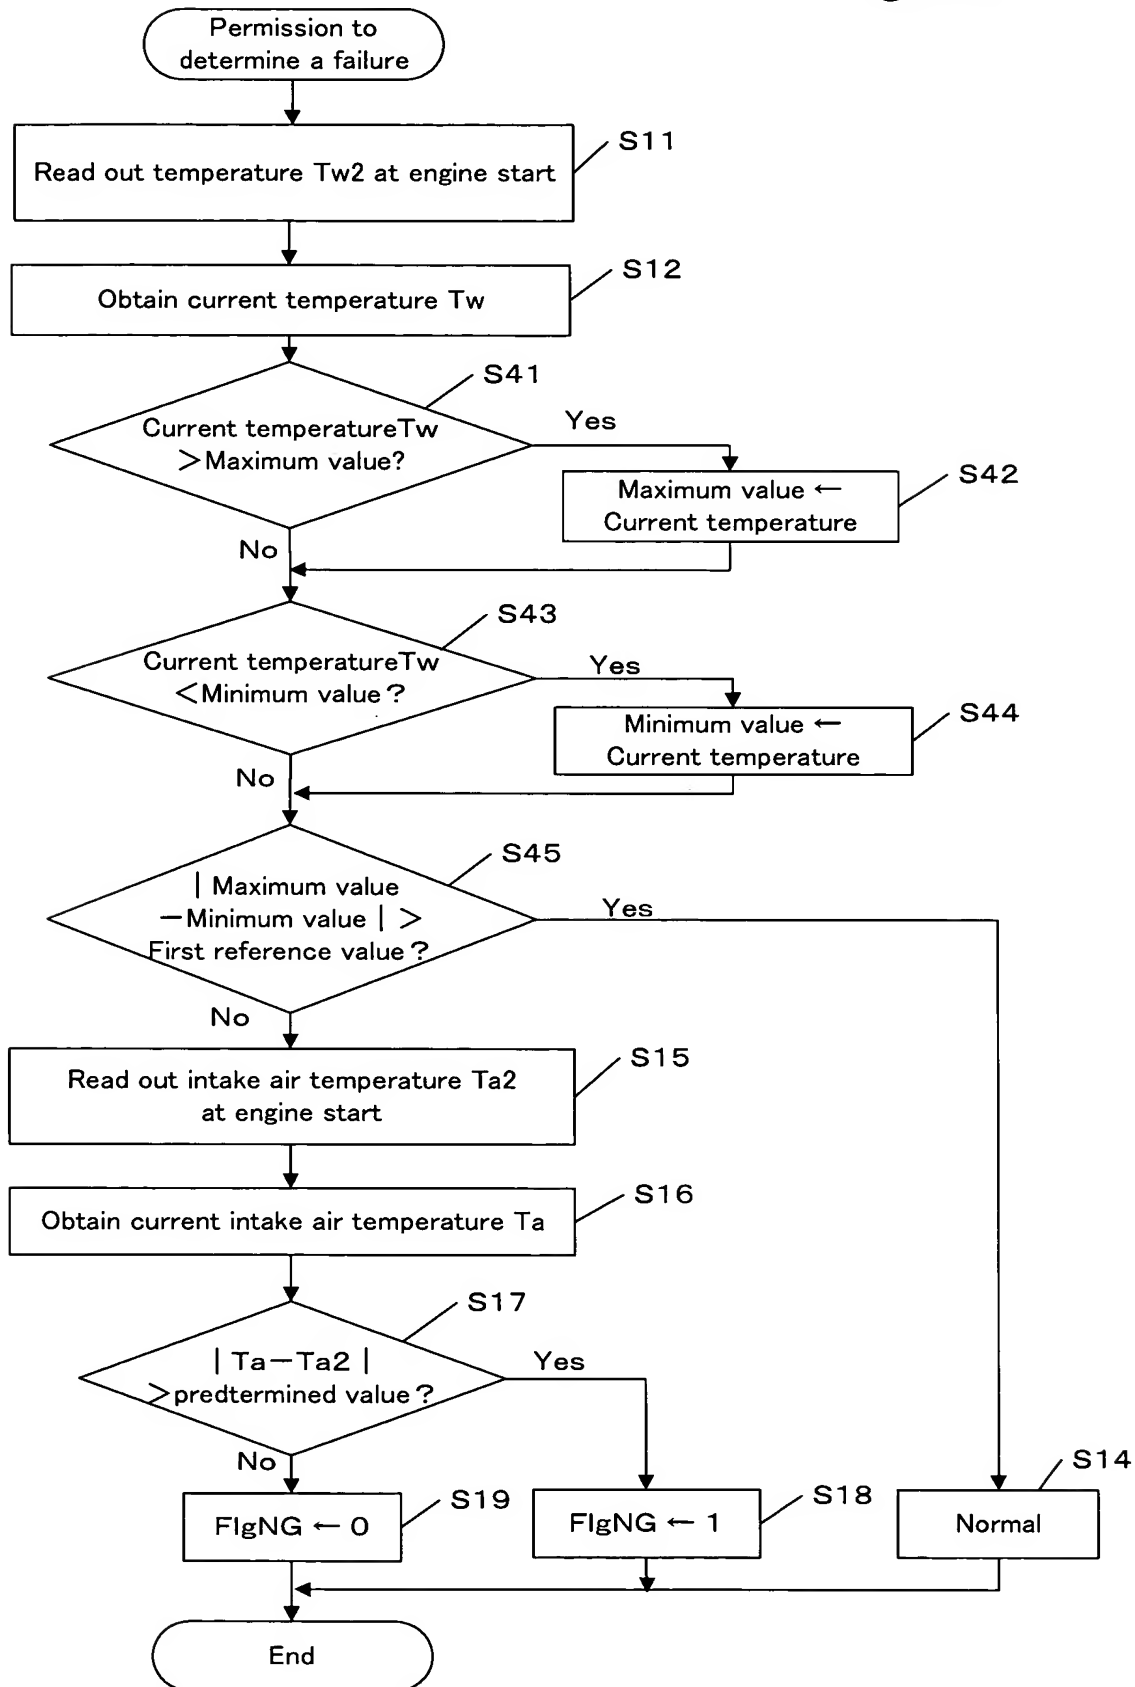 Permission to
determine a failure
S11
Read out temperature Tw2 at engine start
S12
Obtain current temperature Tw
S41
Current temperatureTw
>Maximum value?
Yes
S42
Maximum value ←
Current temperature
No
S43
Current temperatureTw
<Minimum value?
Yes
S44
Minimum value ←
Current temperature
No
S45
| Maximum value
−Minimum value | >
First reference value?
Yes
No
S15
Read out intake air temperature Ta2
at engine start
S16
Obtain current intake air temperature Ta
S17
| Ta−Ta2 |
>predtermined value?
Yes
No
S19
FlgNG ← 0
S18
FlgNG ← 1
S14
Normal
End